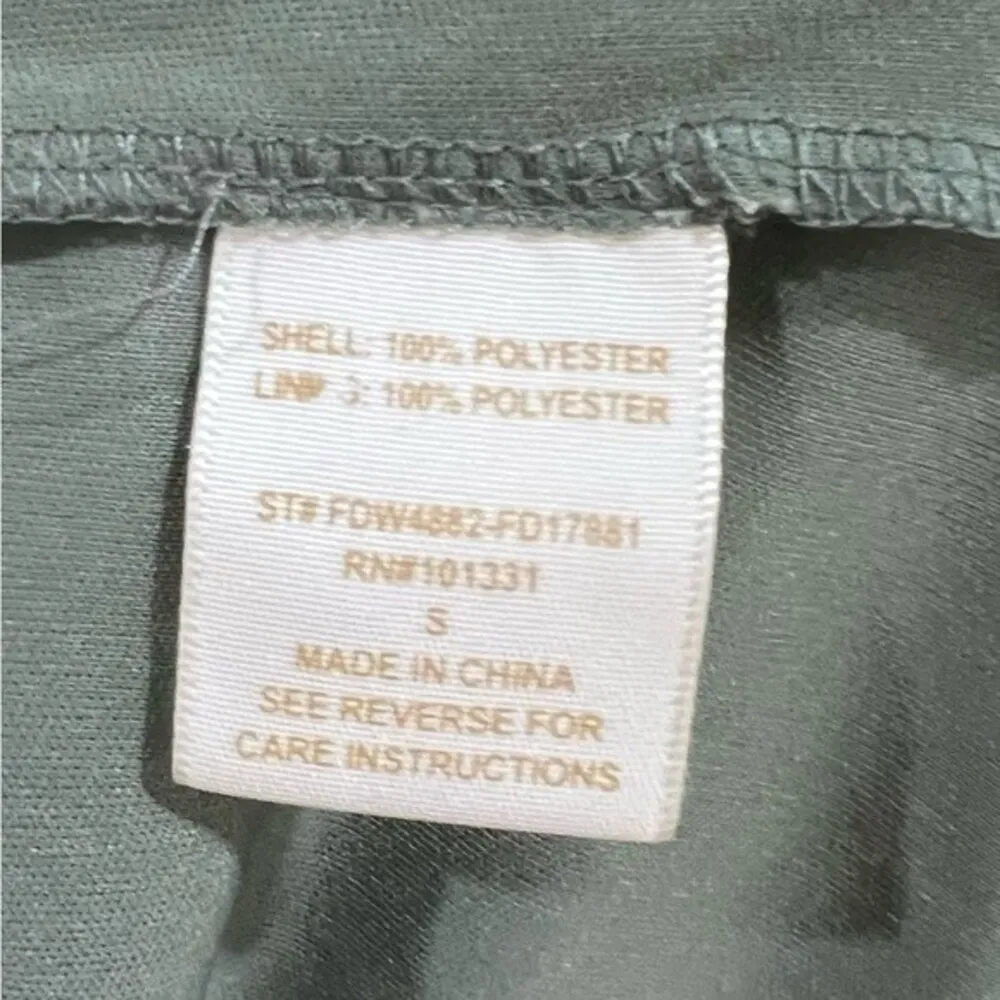 SHELL: 100% POLYESTER
100% POLYESTER
ST# FDW4882-FD17881
RN#101331
S
MADE IN CHINA
SEE REVERSE FOR
CARE INSTRUCTIONS